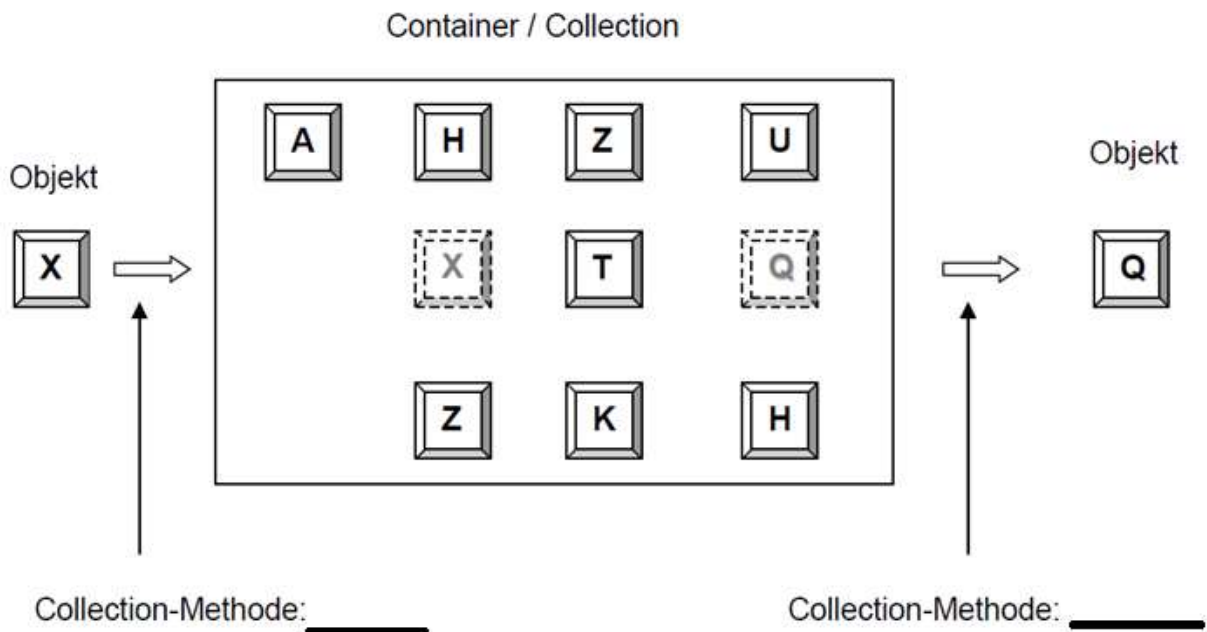 Container / Collection
A H Z U
Objekt
Objekt
X X T Q Q
Z K H
Collection-Methode:
Collection-Methode: